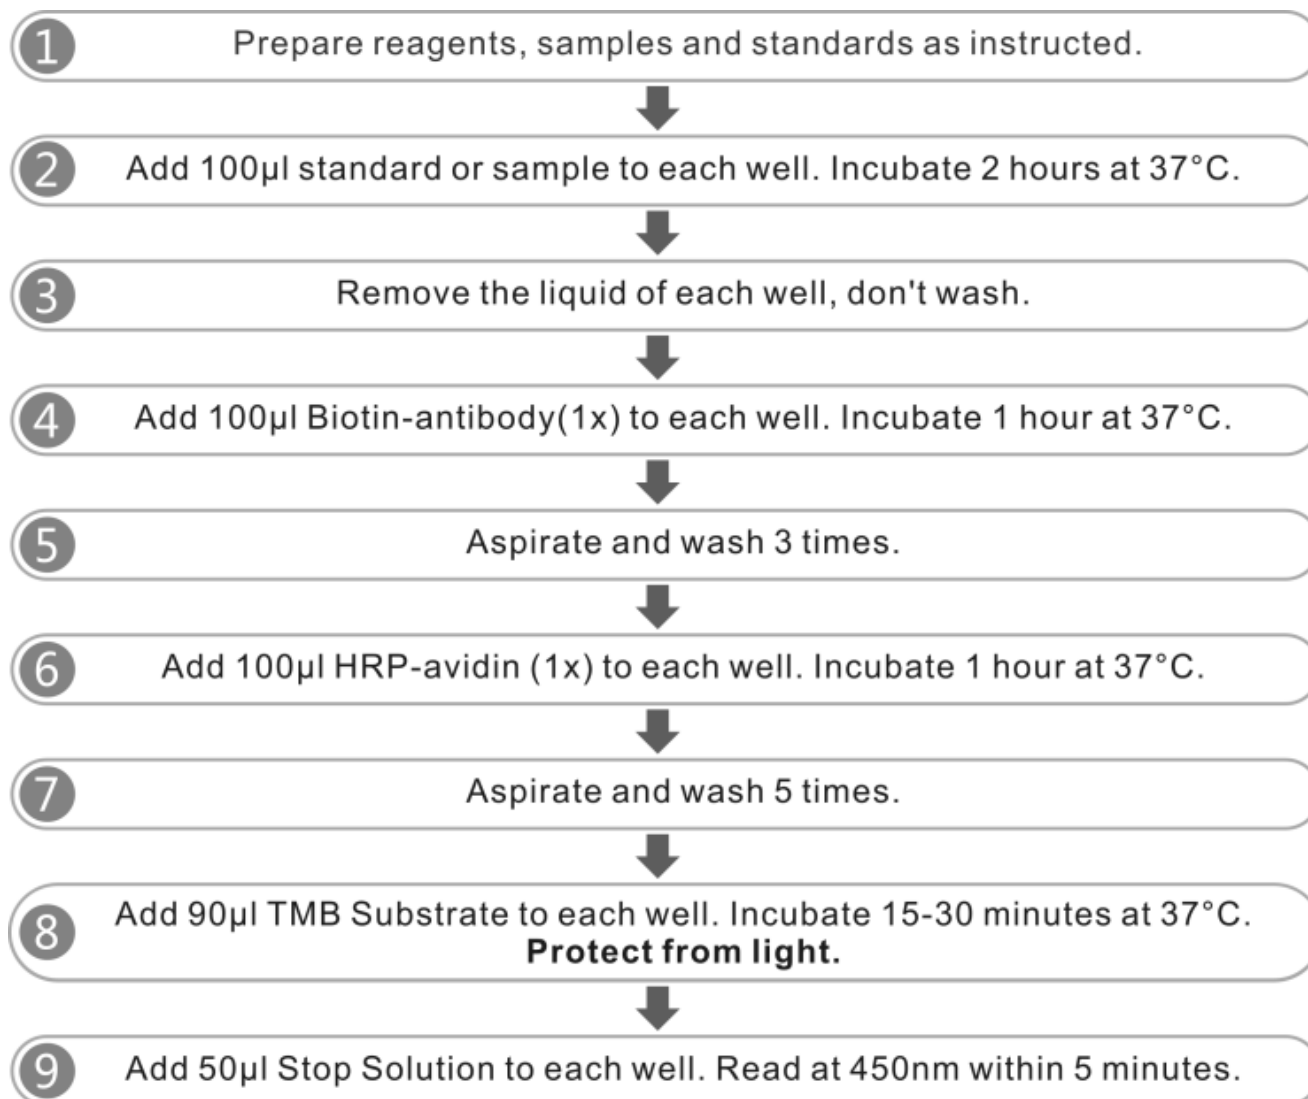 1 Prepare reagents, samples and standards as instructed.
2 Add 100µl standard or sample to each well. Incubate 2 hours at 37°C.
3 Remove the liquid of each well, don't wash.
4 Add 100µl Biotin-antibody(1x) to each well. Incubate 1 hour at 37°C.
5 Aspirate and wash 3 times.
6 Add 100µl HRP-avidin (1x) to each well. Incubate 1 hour at 37°C.
7 Aspirate and wash 5 times.
8 Add 90µl TMB Substrate to each well. Incubate 15-30 minutes at 37°C.
Protect from light.
9 Add 50µl Stop Solution to each well. Read at 450nm within 5 minutes.